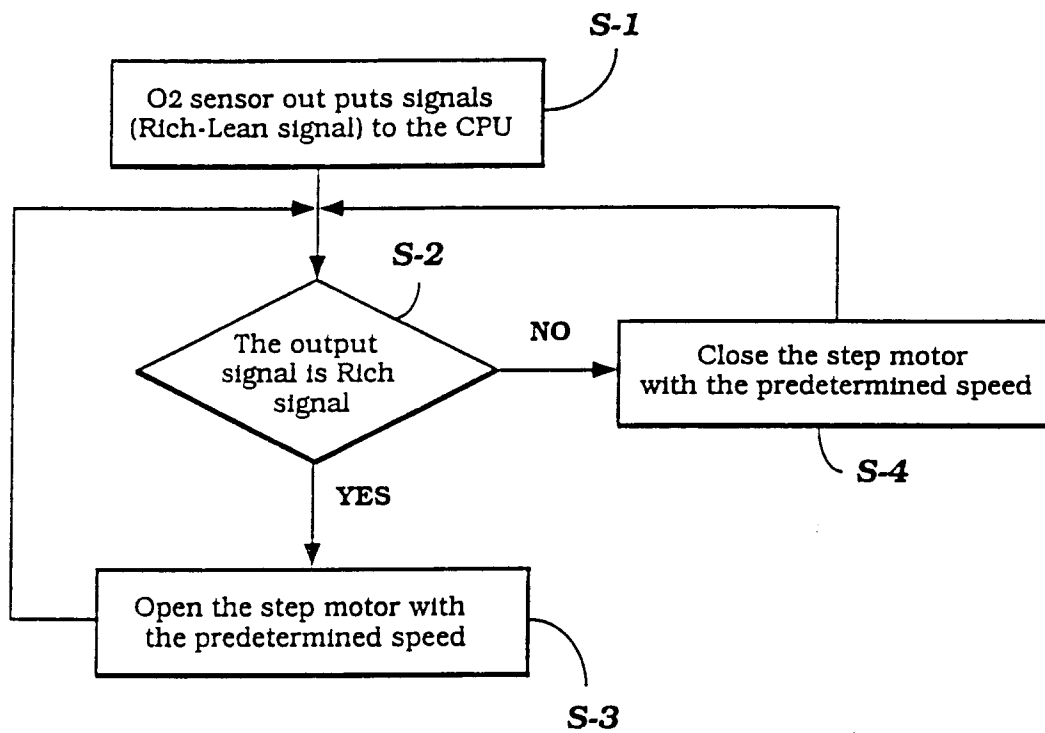 S-1
O2 sensor out puts signals
(Rich-Lean signal) to the CPU
S-2
The output
signal is Rich
signal
NO
Close the step motor
with the predetermined speed
S-4
YES
Open the step motor with
the predetermined speed
S-3